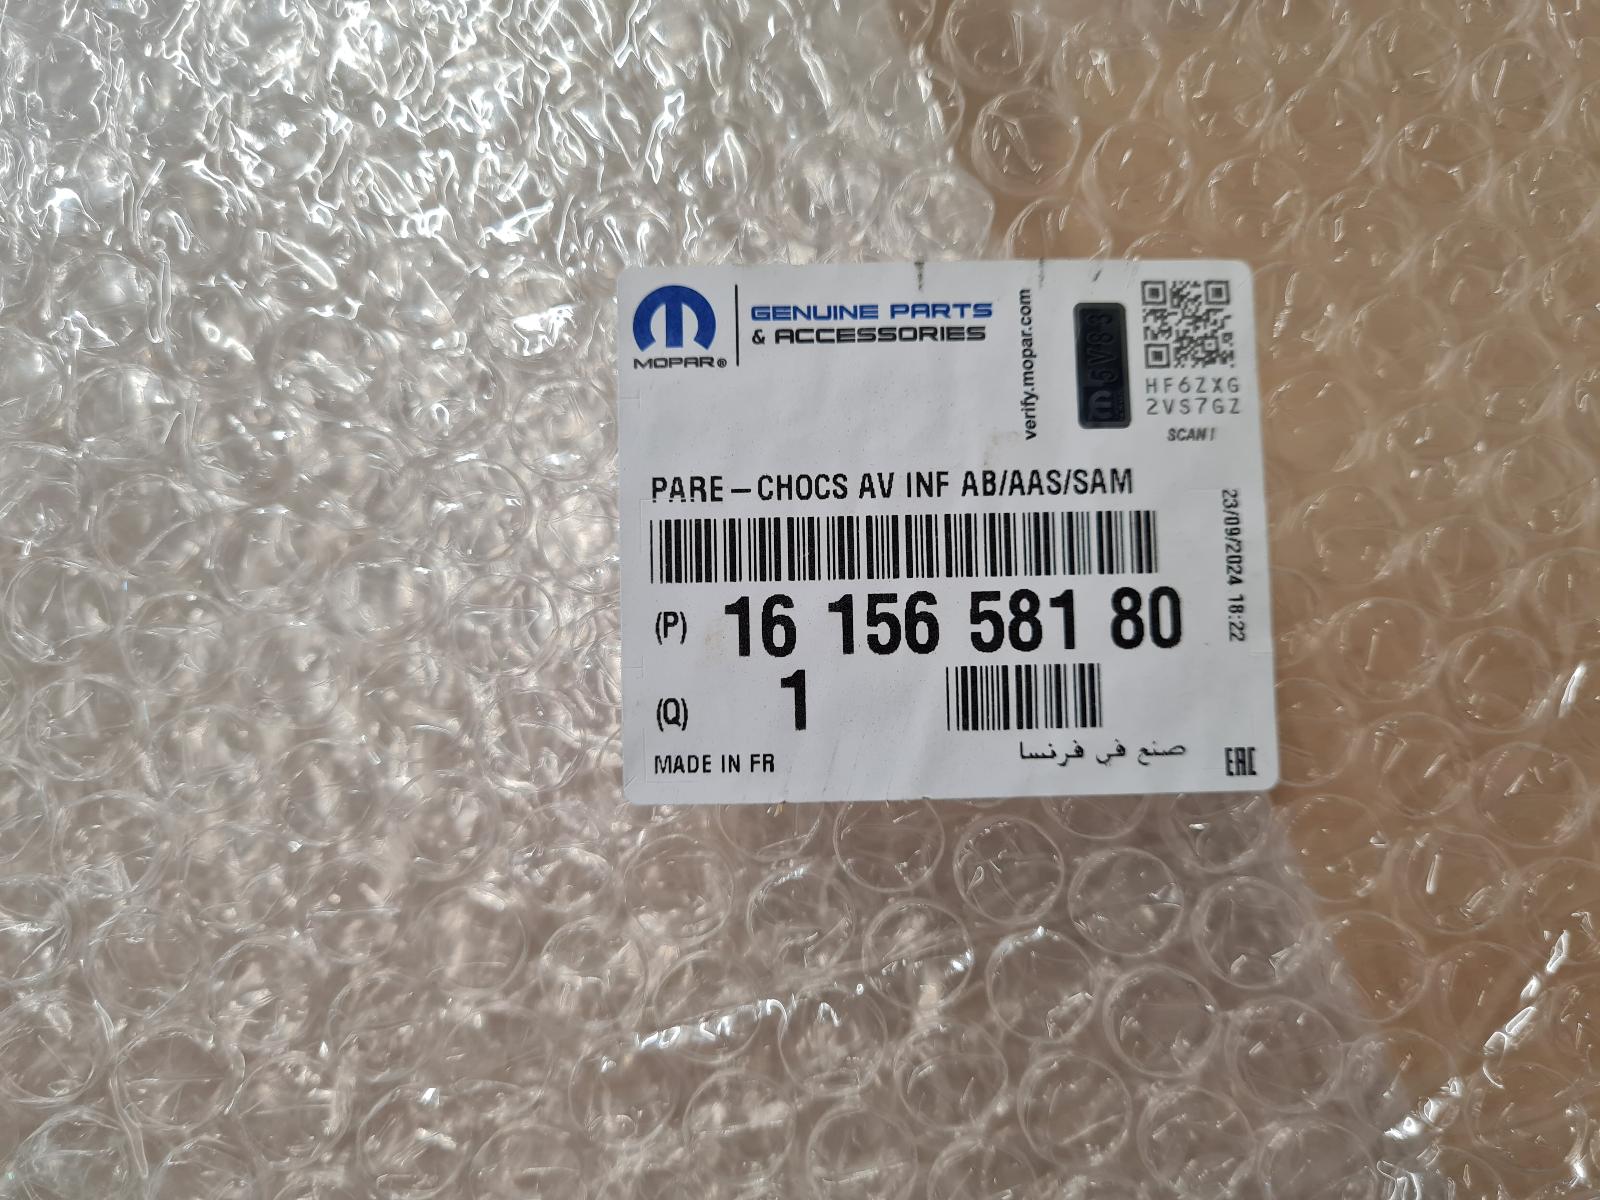 MOPAR®
GENUINE PARTS
& ACCESSORIES
verify.mopar.com
5V83
HF6ZXG
2VS7GZ
SCAN!
PARE-CHOCS AV INF AB/AAS/SAM
23/09/2024 18:22
(P) 16 156 581 80
(Q) 1
MADE IN FR
صنع في فرنسا
EAC